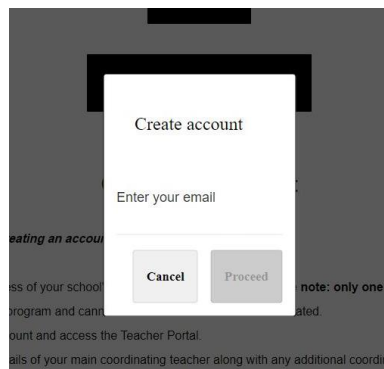 Create account
Enter your email
eating an accou
Cancel Proceed
ess of your school' note: only one
program and cann ated.
ount and access the Teacher Portal.
ails of your main coordinating teacher along with any additional coordi